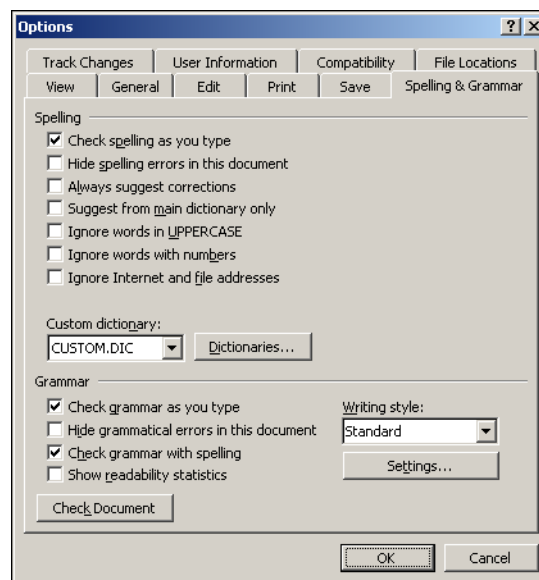 Options
Track Changes User Information Compatibility File Locations
View General Edit Print Save Spelling & Grammar
Spelling
Check spelling as you type
Hide spelling errors in this document
Always suggest corrections
Suggest from main dictionary only
Ignore words in UPPERCASE
Ignore words with numbers
Ignore Internet and file addresses
Custom dictionary:
CUSTOM.DIC Dictionaries...
Grammar
Check grammar as you type Writing style:
Hide grammatical errors in this document Standard
Check grammar with spelling
Show readability statistics Settings...
Check Document
OK Cancel